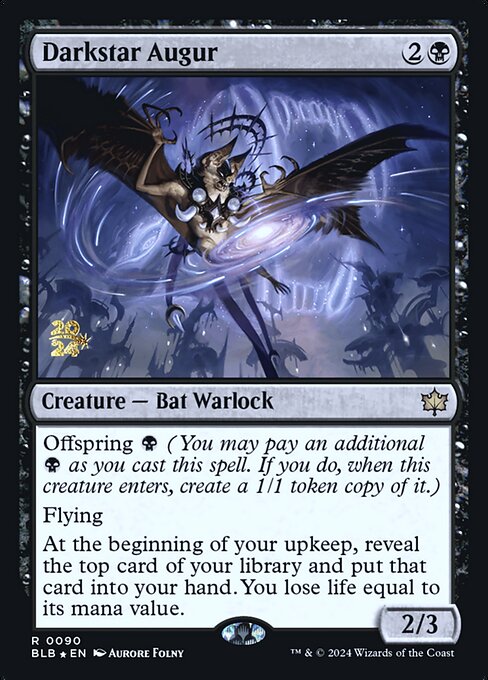 Darkstar Augur 2
Creature — Bat Warlock
Offspring (You may pay an additional
as you cast this spell. If you do, when this
creature enters, create a 1/1 token copy of it.)
Flying
At the beginning of your upkeep, reveal
the top card of your library and put that
card into your hand. You lose life equal to
its mana value.
2/3
R 0090
BLB ★ EN Aurore Folny ™ & © 2024 Wizards of the Coast